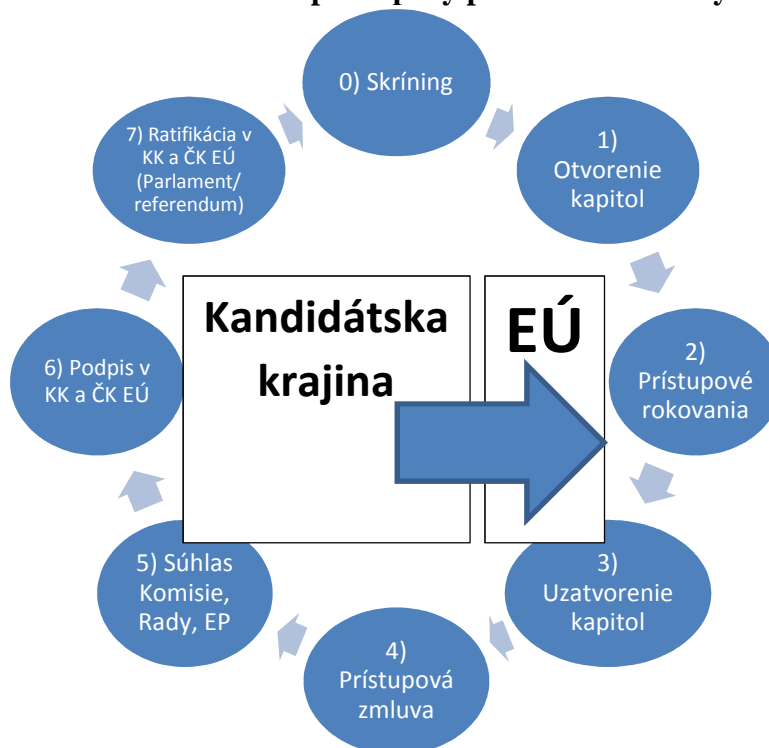 0) Skríning
1)
Otvorenie
kapitol
2)
Prístupové
rokovania
3)
Uzatvorenie
kapitol
4)
Prístupová
zmluva
5) Súhlas
Komisie,
Rady, EP
6) Podpis v
KK a ČK EÚ
7) Ratifikácia v
KK a ČK EÚ
(Parlament/
referendum)
Kandidátska
krajina
EÚ